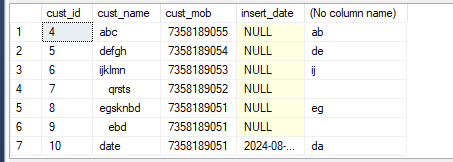 cust_id cust_name cust_mob insert_date (No column name)
1 4 abc 7358189055 NULL ab
2 5 defgh 7358189054 NULL de
3 6 ijklmn 7358189053 NULL ij
4 7 qrsts 7358189052 NULL
5 8 egsknbd 7358189051 NULL eg
6 9 ebd 7358189051 NULL
7 10 date 7358189051 2024-08-... da